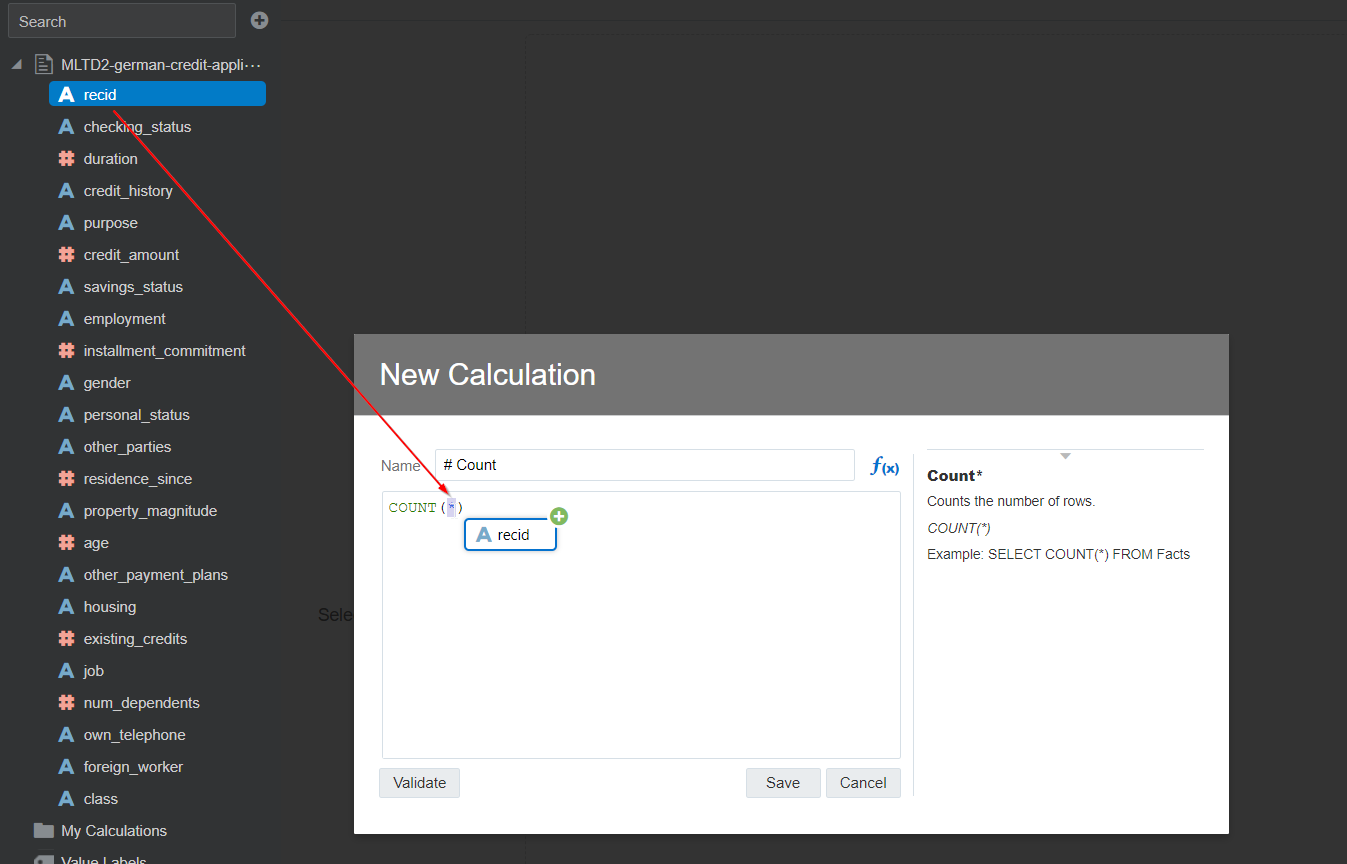 Search
MLTD2-german-credit-appli···
recid
checking_status
duration
credit_history
purpose
credit_amount
savings_status
employment
installment_commitment
gender
personal_status
other_parties
residence_since
property_magnitude
age
other_payment_plans
housing
existing_credits
job
num_dependents
own_telephone
foreign_worker
class
My Calculations
Value Labels
Sele
New Calculation
Name
# Count
f(x)
COUNT(*)
recid
Validate
Save
Cancel
Count*
Counts the number of rows.
COUNT(*)
Example: SELECT COUNT(*) FROM Facts